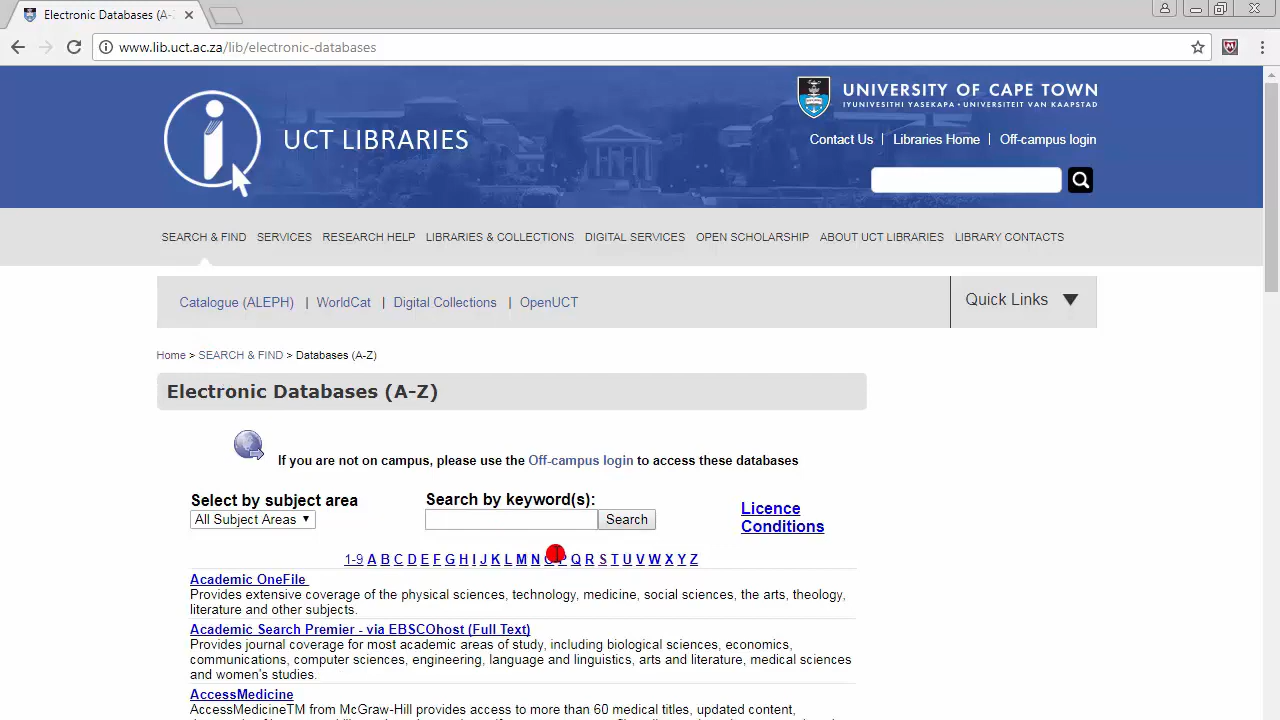 Electronic Databases (A-
www.lib.uct.ac.za/lib/electronic-databases
UCT LIBRARIES
UNIVERSITY OF CAPE TOWN
IYUNIVESITHI YASEKAPA • UNIVERSITEIT VAN KAAPSTAD
Contact Us | Libraries Home | Off-campus login
SEARCH & FIND SERVICES RESEARCH HELP LIBRARIES & COLLECTIONS DIGITAL SERVICES OPEN SCHOLARSHIP ABOUT UCT LIBRARIES LIBRARY CONTACTS
Catalogue (ALEPH) | WorldCat | Digital Collections | OpenUCT
Quick Links
Home > SEARCH & FIND > Databases (A-Z)
Electronic Databases (A-Z)
If you are not on campus, please use the Off-campus login to access these databases
Select by subject area
All Subject Areas
Search by keyword(s):
Search
Licence
Conditions
1-9 A B C D E F G H I J K L M N O P Q R S T U V W X Y Z
Academic OneFile
Provides extensive coverage of the physical sciences, technology, medicine, social sciences, the arts, theology,
literature and other subjects.
Academic Search Premier - via EBSCOhost (Full Text)
Provides journal coverage for most academic areas of study, including biological sciences, economics,
communications, computer sciences, engineering, language and linguistics, arts and literature, medical sciences
and women's studies.
AccessMedicine
AccessMedicineTM from McGraw-Hill provides access to more than 60 medical titles, updated content,